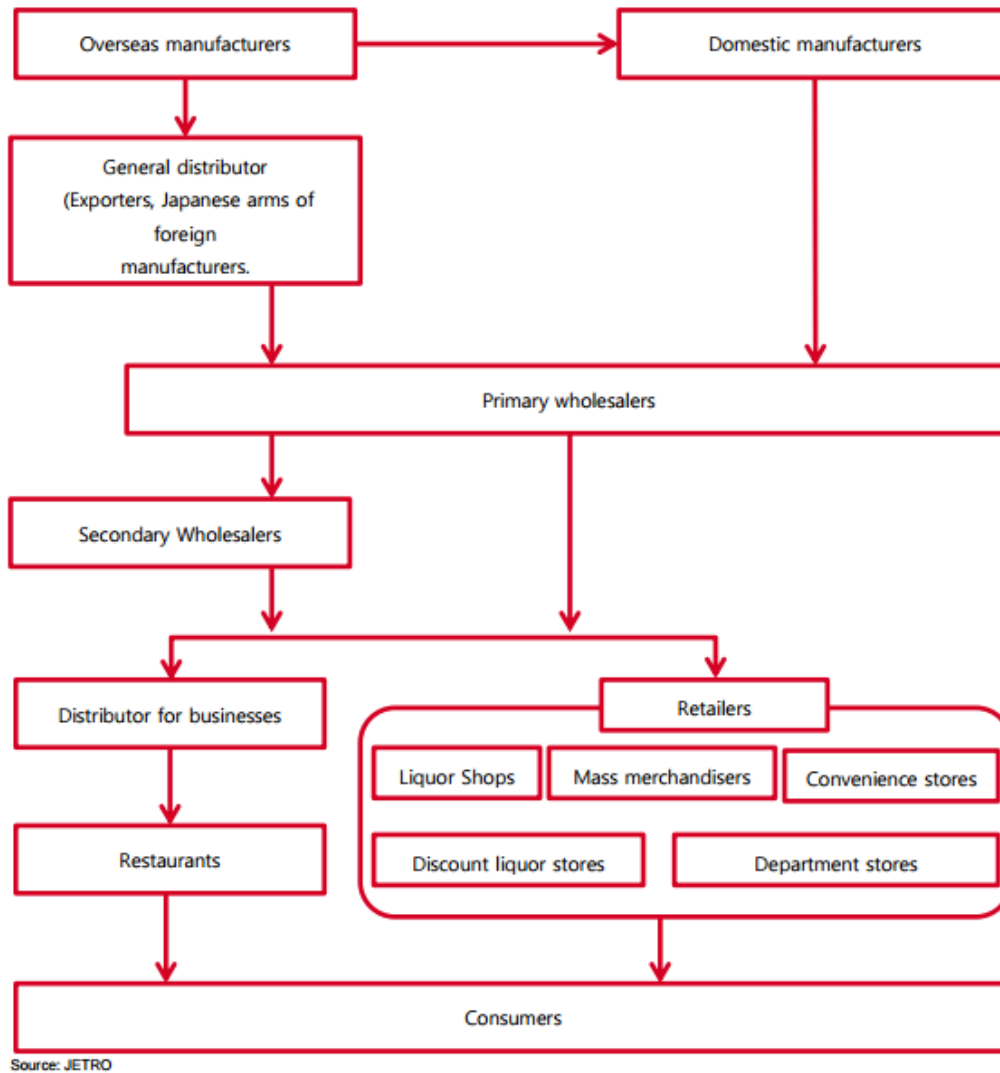 Overseas manufacturers
Domestic manufacturers
General distributor
(Exporters, Japanese arms of
foreign
manufacturers.
Primary wholesalers
Secondary Wholesalers
Distributor for businesses
Retailers
Liquor Shops
Mass merchandisers
Convenience stores
Restaurants
Discount liquor stores
Department stores
Consumers
Source: JETRO